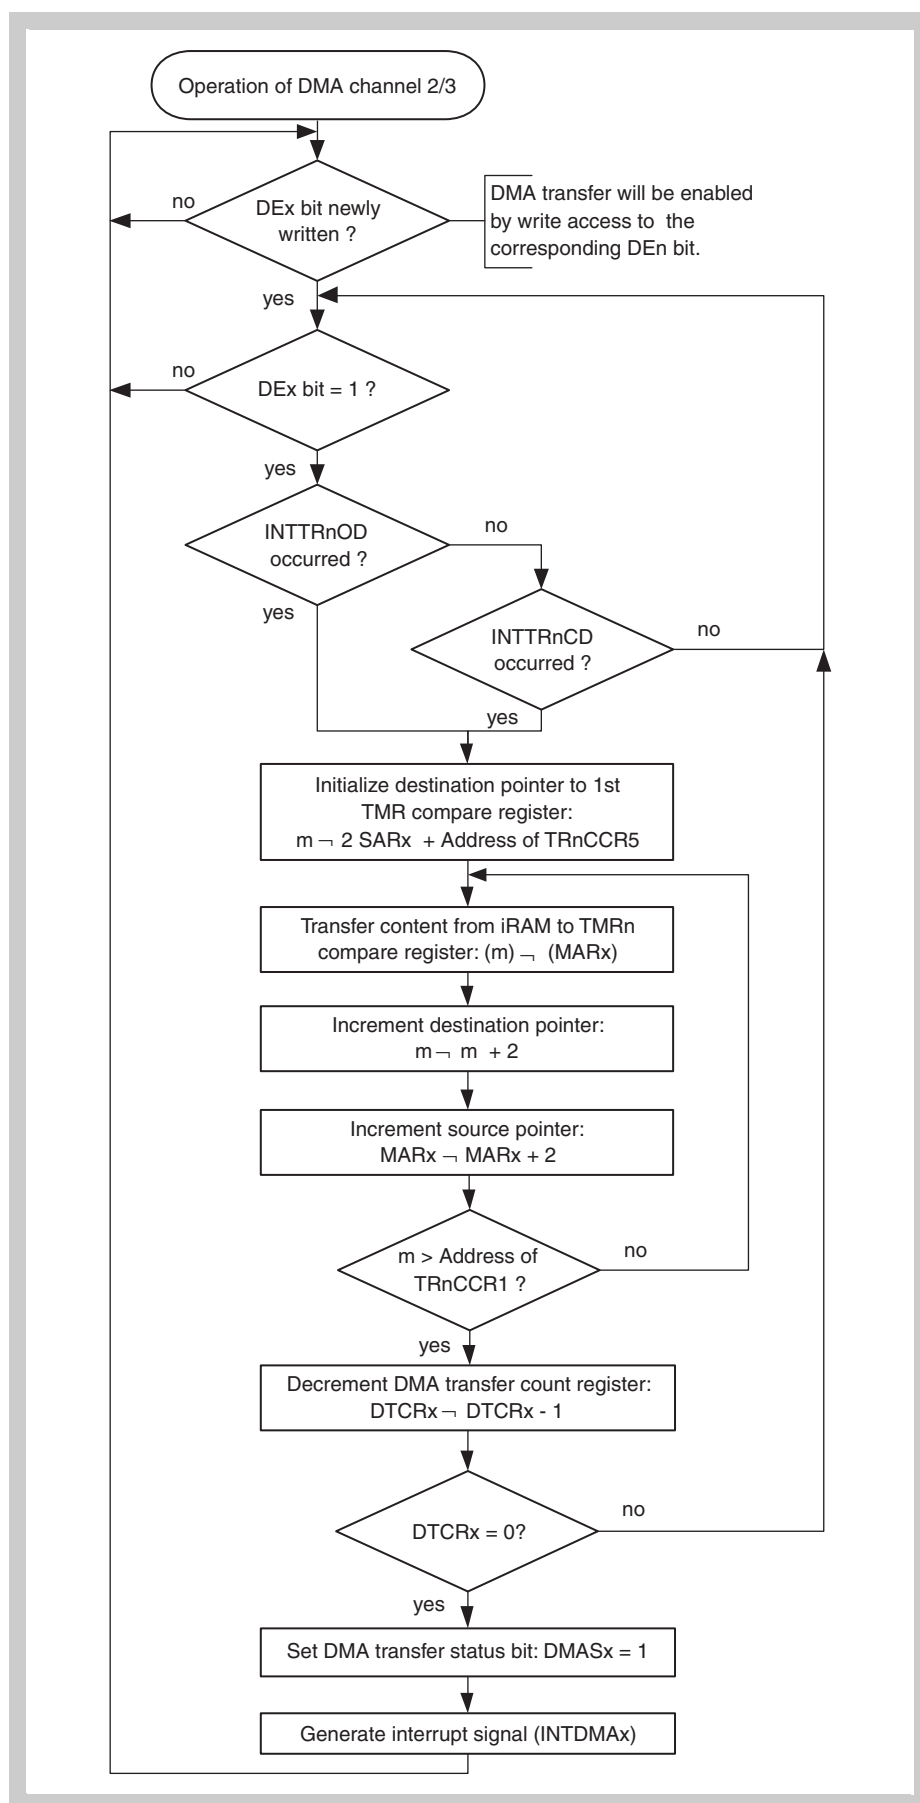 Operation of DMA channel 2/3
no
DEx bit newly
written ?
DMA transfer will be enabled
by write access to the
corresponding DEn bit.
yes
no
DEx bit = 1 ?
yes
INTTRnOD
occurred ?
no
yes
INTTRnCD
occurred ?
no
yes
Initialize destination pointer to 1st
TMR compare register:
m ¬ 2 SARx + Address of TRnCCR5
Transfer content from iRAM to TMRn
compare register: (m) ¬ (MARx)
Increment destination pointer:
m ¬ m + 2
Increment source pointer:
MARx ¬ MARx + 2
m > Address of
TRnCCR1 ?
no
yes
Decrement DMA transfer count register:
DTCRx ¬ DTCRx - 1
DTCRx = 0?
no
yes
Set DMA transfer status bit: DMASx = 1
Generate interrupt signal (INTDMAx)